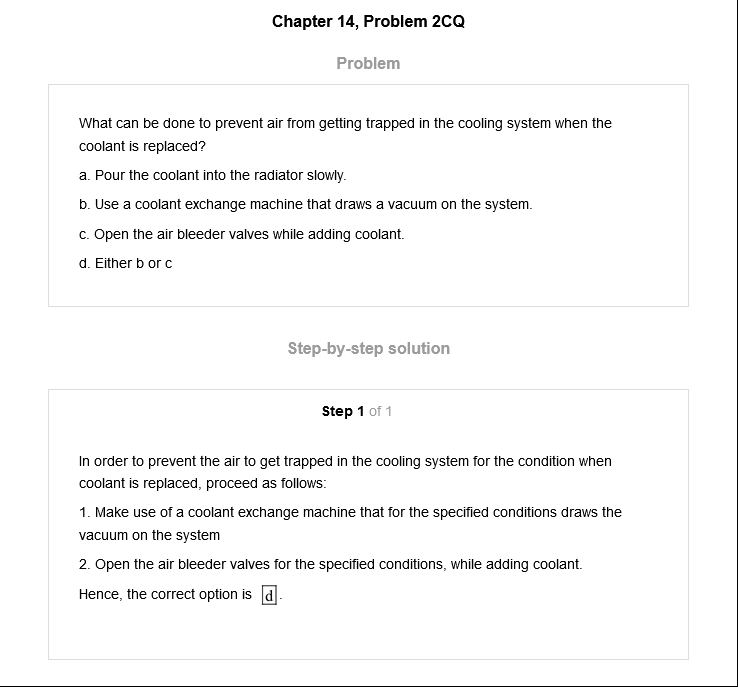 Chapter 14, Problem 2CQ
Problem
What can be done to prevent air from getting trapped in the cooling system when the
coolant is replaced?
a. Pour the coolant into the radiator slowly.
b. Use a coolant exchange machine that draws a vacuum on the system.
c. Open the air bleeder valves while adding coolant.
d. Either b or c
Step-by-step solution
Step 1 of 1
In order to prevent the air to get trapped in the cooling system for the condition when
coolant is replaced, proceed as follows:
1. Make use of a coolant exchange machine that for the specified conditions draws the
vacuum on the system
2. Open the air bleeder valves for the specified conditions, while adding coolant.
Hence, the correct option is d.